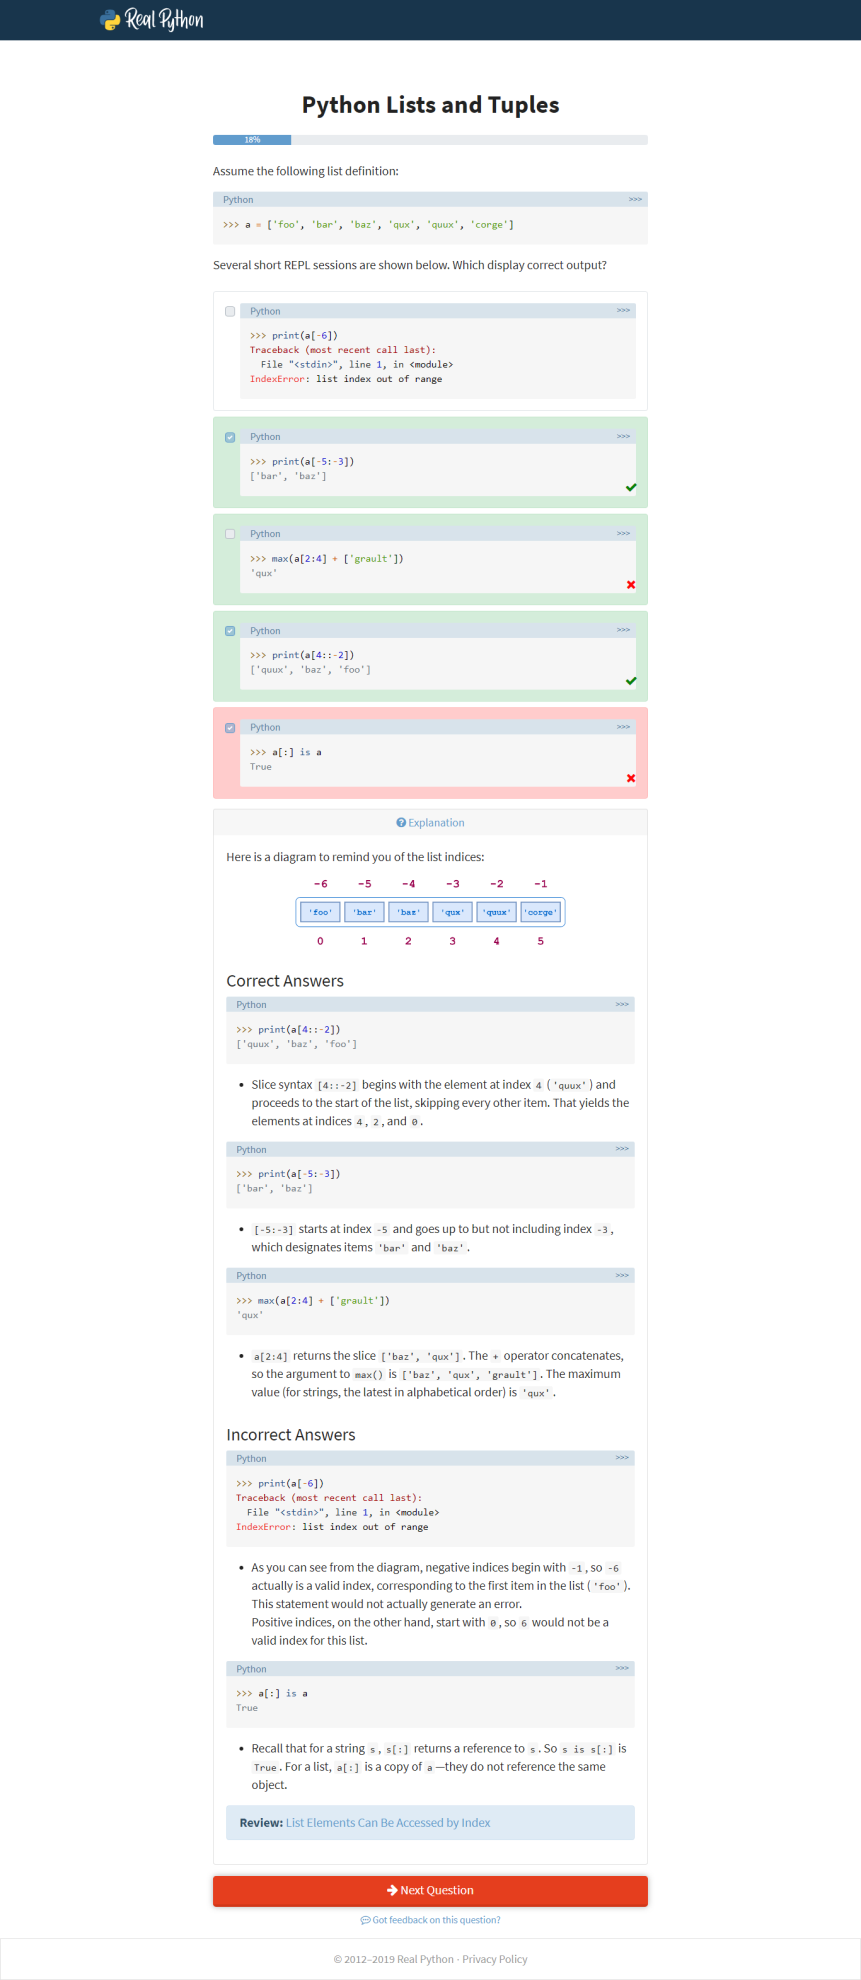 Real Python
Python Lists and Tuples
18%
Assume the following list definition:
Python >>>
>>> a = ['foo', 'bar', 'baz', 'qux', 'quux', 'corge']
Several short REPL sessions are shown below. Which display correct output?
Python >>>
>>> print(a[-6])
Traceback (most recent call last):
  File "<stdin>", line 1, in <module>
IndexError: list index out of range
Python >>>
>>> print(a[-5:-3])
['bar', 'baz']
Python >>>
>>> max(a[2:4] + ['grault'])
'qux'
Python >>>
>>> print(a[4::-2])
['quux', 'baz', 'foo']
Python >>>
>>> a[:] is a
True
Explanation
Here is a diagram to remind you of the list indices:
-6 -5 -4 -3 -2 -1
'foo' 'bar' 'baz' 'qux' 'quux' 'corge'
0 1 2 3 4 5
Correct Answers
Python >>>
>>> print(a[4::-2])
['quux', 'baz', 'foo']
• Slice syntax [4::-2] begins with the element at index 4 ('quux') and
proceeds to the start of the list, skipping every other item. That yields the
elements at indices 4, 2, and 0.
Python >>>
>>> print(a[-5:-3])
['bar', 'baz']
• [-5:-3] starts at index -5 and goes up to but not including index -3,
which designates items 'bar' and 'baz'.
Python >>>
>>> max(a[2:4] + ['grault'])
'qux'
• a[2:4] returns the slice ['baz', 'qux']. The + operator concatenates,
so the argument to max() is ['baz', 'qux', 'grault']. The maximum
value (for strings, the latest in alphabetical order) is 'qux'.
Incorrect Answers
Python >>>
>>> print(a[-6])
Traceback (most recent call last):
  File "<stdin>", line 1, in <module>
IndexError: list index out of range
• As you can see from the diagram, negative indices begin with -1, so -6
actually is a valid index, corresponding to the first item in the list ('foo').
This statement would not actually generate an error.
Positive indices, on the other hand, start with 0, so 6 would not be a
valid index for this list.
Python >>>
>>> a[:] is a
True
• Recall that for a string s, s[:] returns a reference to s. So s is s[:] is
True. For a list, a[:] is a copy of a—they do not reference the same
object.
Review: List Elements Can Be Accessed by Index
Next Question
Got feedback on this question?
© 2012–2019 Real Python · Privacy Policy